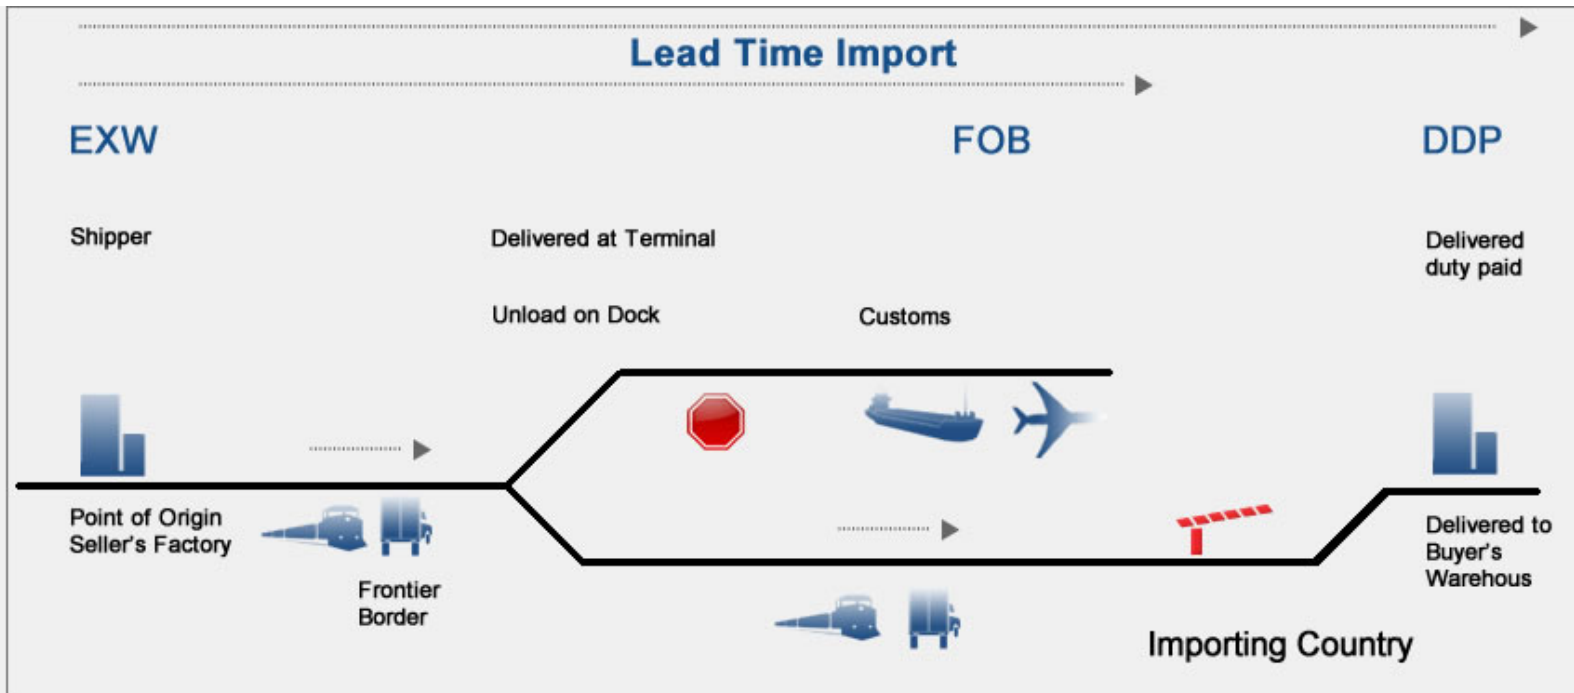 Lead Time Import
EXW
FOB
DDP
Shipper
Delivered at Terminal
Delivered
duty paid
Unload on Dock
Customs
Point of Origin
Seller's Factory
Frontier
Border
Delivered to
Buyer's
Warehous
Importing Country